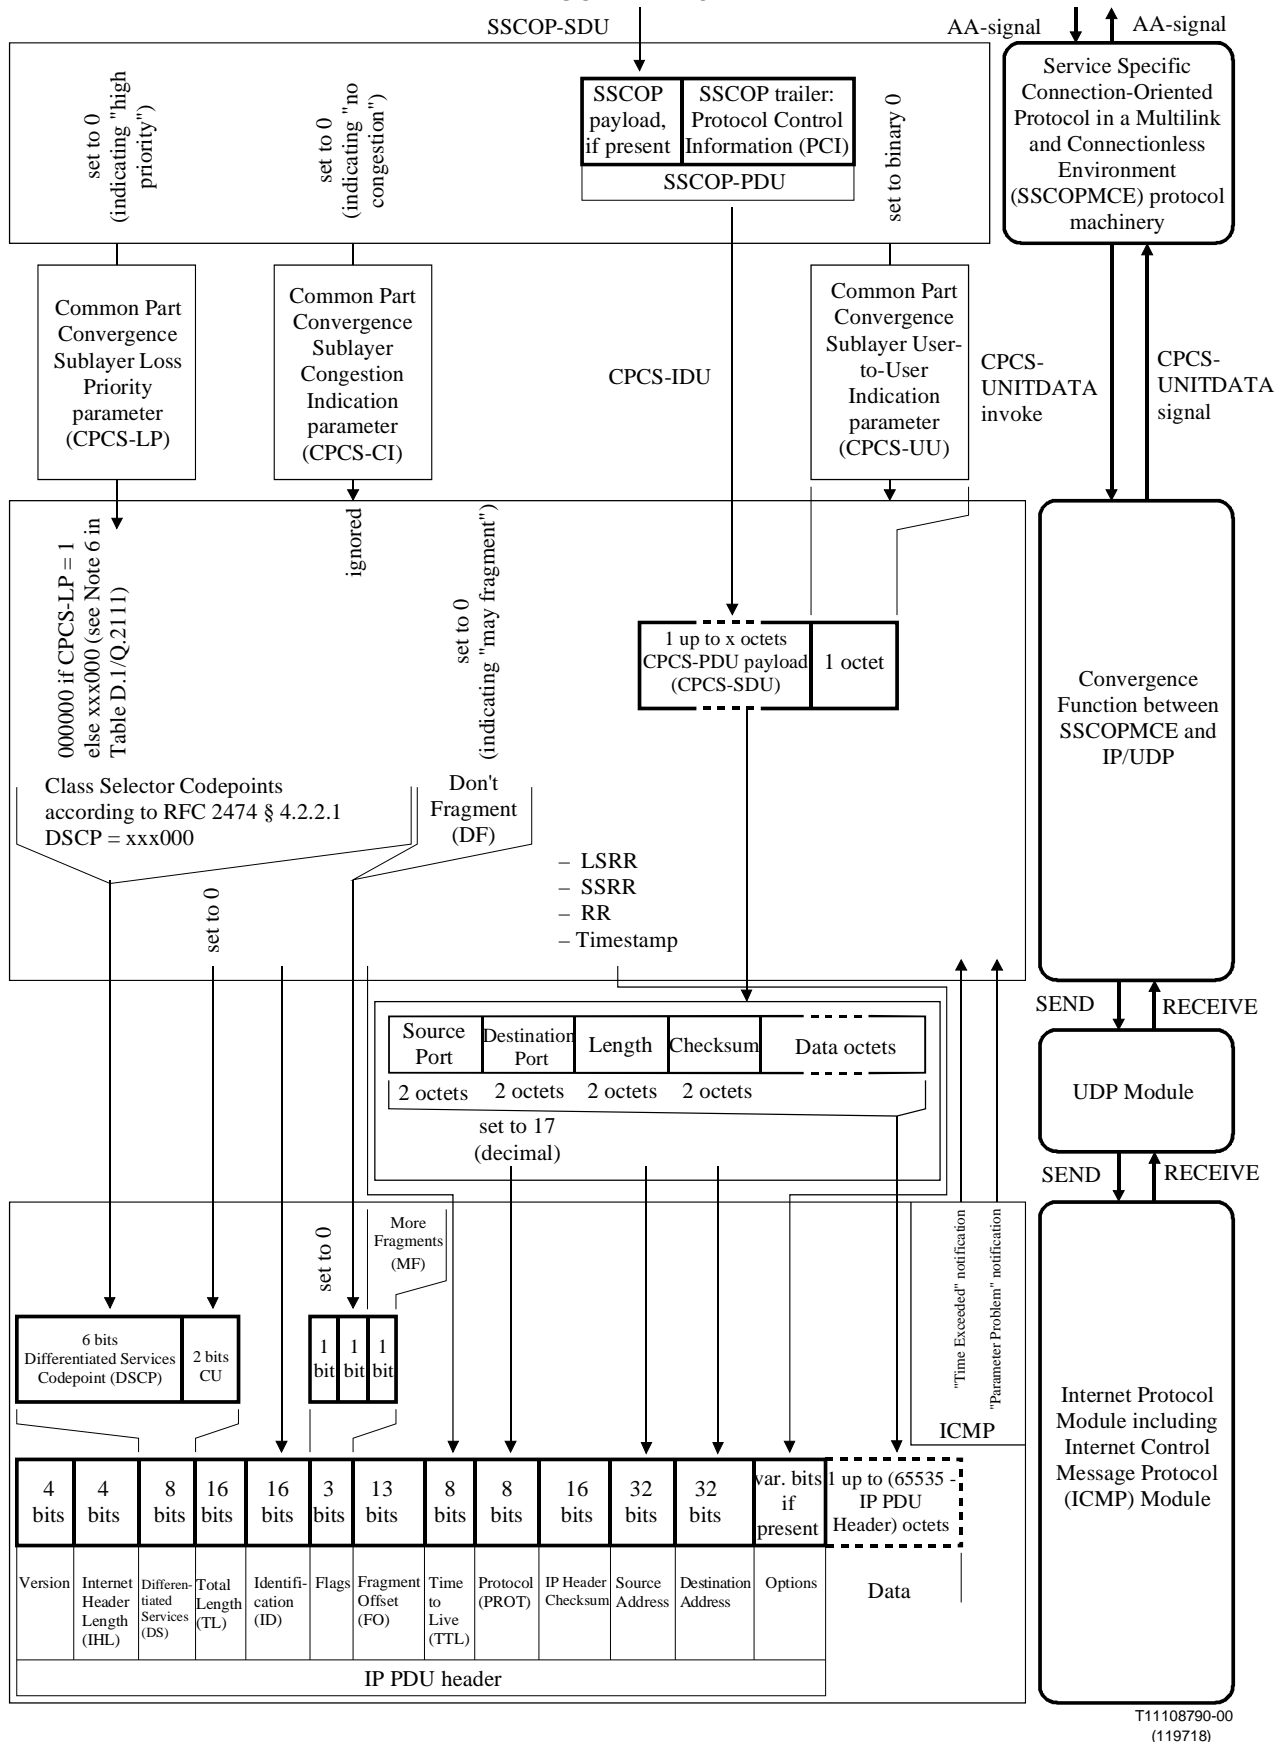 SSCOP-SDU
AA-signal
AA-signal
set to 0
(indicating "high
priority")
set to 0
(indicating "no
congestion")
SSCOP
payload,
if present
SSCOP trailer:
Protocol Control
Information (PCI)
SSCOP-PDU
set to binary 0
Service Specific
Connection-Oriented
Protocol in a Multilink
and Connectionless
Environment
(SSCOPMCE) protocol
machinery
Common Part
Convergence
Sublayer Loss
Priority
parameter
(CPCS-LP)
Common Part
Convergence
Sublayer
Congestion
Indication
parameter
(CPCS-CI)
CPCS-IDU
Common Part
Convergence
Sublayer User-
to-User
Indication
parameter
(CPCS-UU)
CPCS-
UNITDATA
invoke
CPCS-
UNITDATA
signal
000000 if CPCS-LP = 1
else xxx000 (see Note 6 in
Table D.1/Q.2111)
ignored
set to 0
(indicating "may fragment")
1 up to x octets
CPCS-PDU payload
(CPCS-SDU)
1 octet
Convergence
Function between
SSCOPMCE and
IP/UDP
Class Selector Codepoints
according to RFC 2474 § 4.2.2.1
DSCP = xxx000
Don't
Fragment
(DF)
– LSRR
– SSRR
– RR
– Timestamp
set to 0
SEND
RECEIVE
Source
Port
Destination
Port
Length
Checksum
Data octets
2 octets
2 octets
2 octets
2 octets
set to 17
(decimal)
UDP Module
SEND
RECEIVE
set to 0
More
Fragments
(MF)
"Time Exceeded" notification
"Parameter Problem" notification
ICMP
6 bits
Differentiated Services
Codepoint (DSCP)
2 bits
CU
1
bit
1
bit
1
bit
Internet Protocol
Module including
Internet Control
Message Protocol
(ICMP) Module
4
bits
4
bits
8
bits
16
bits
16
bits
3
bits
13
bits
8
bits
8
bits
16
bits
32
bits
32
bits
var. bits
if
present
1 up to (65535 -
IP PDU
Header) octets
Version
Internet
Header
Length
(IHL)
Differen-
tiated
Services
(DS)
Total
Length
(TL)
Identifi-
cation
(ID)
Flags
Fragment
Offset
(FO)
Time
to
Live
(TTL)
Protocol
(PROT)
IP Header
Checksum
Source
Address
Destination
Address
Options
Data
IP PDU header
T11108790-00
(119718)